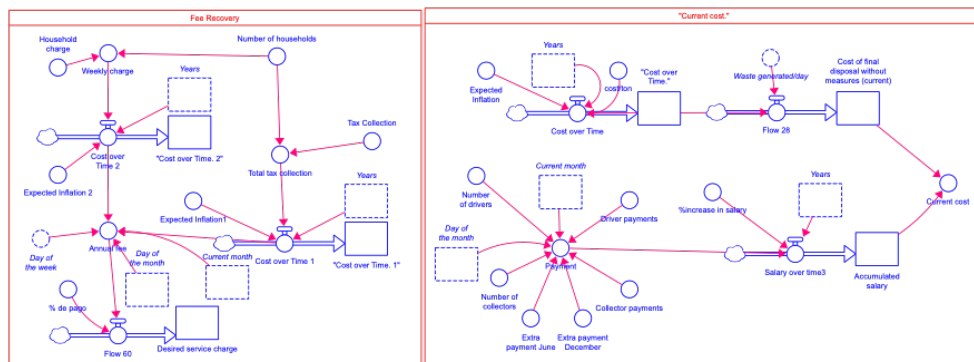 Fee Recovery
Household
charge
Number of households
Weekly charge
Years
Tax Collection
Cost over
Time 2
"Cost over Time. 2"
Total tax collection
Expected Inflation 2
Years
Expected Inflation1
Annual fee
Day of
the week
Day of
the month
Current month
Cost over Time 1
"Cost over Time. 1"
% de pago
Flow 60
Desired service charge
"Current cost."
Years
"Cost over
Time."
Cost of final
disposal without
measures (current)
Waste generated/day
Expected
Inflation
cost/ton
Cost over Time
Flow 28
Current month
Years
Number
of drivers
Driver payments
%increase in salary
Current cost
Day of
the month
Payment
Salary over time3
Accumulated
salary
Number of
collectors
Collector payments
Extra
payment June
Extra
payment
December